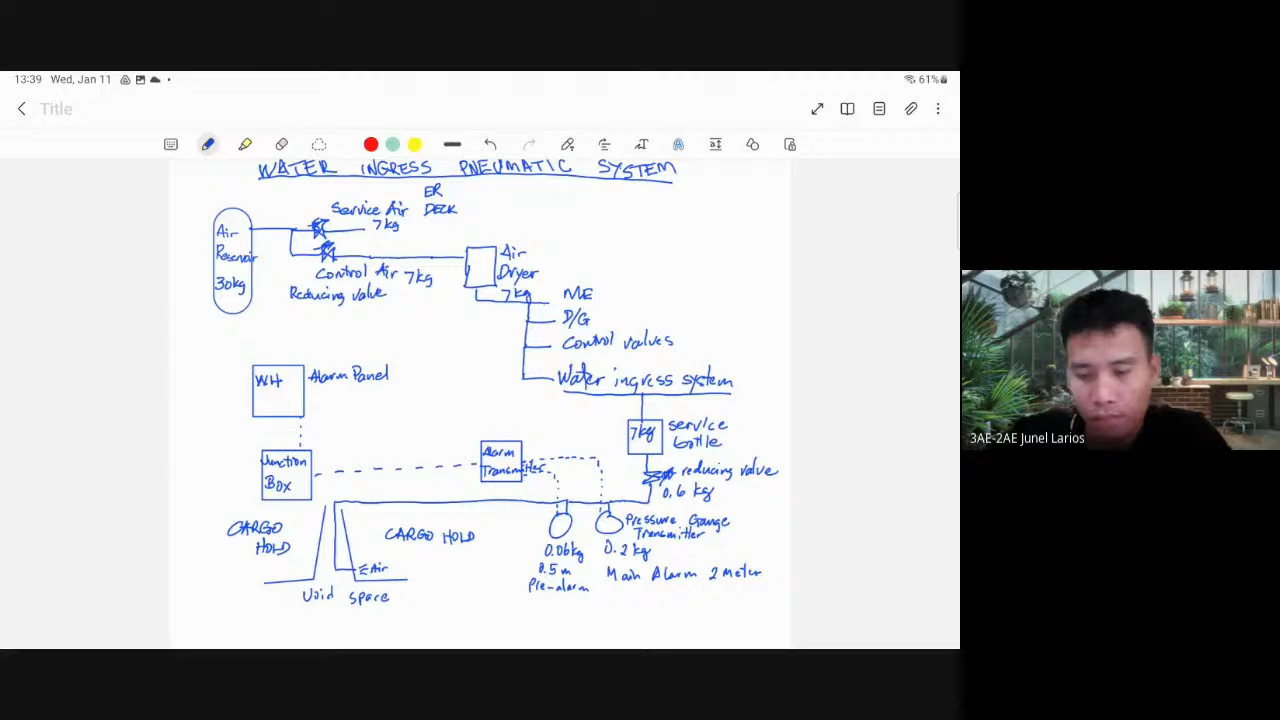 13:39 Wed, Jan 11
61%
Title
WATER INGRESS PNEUMATIC SYSTEM
ER
Service Air DECK
7kg
Air
Reservoir
30kg
Control Air 7kg
Reducing valve
Air
Dryer
7kg
ME
D/G
Control valves
Water ingress system
WH
Alarm Panel
7kg
service
bottle
reducing valve
0.6 kg
Junction
Box
Alarm
Transmitter
CARGO
HOLD
CARGO HOLD
Air
Void space
0.06kg
0.5m
Pre-alarm
Pressure Gauge
Transmitter
0.2kg
Main Alarm 2 Meter
3AE-2AE Junel Larios